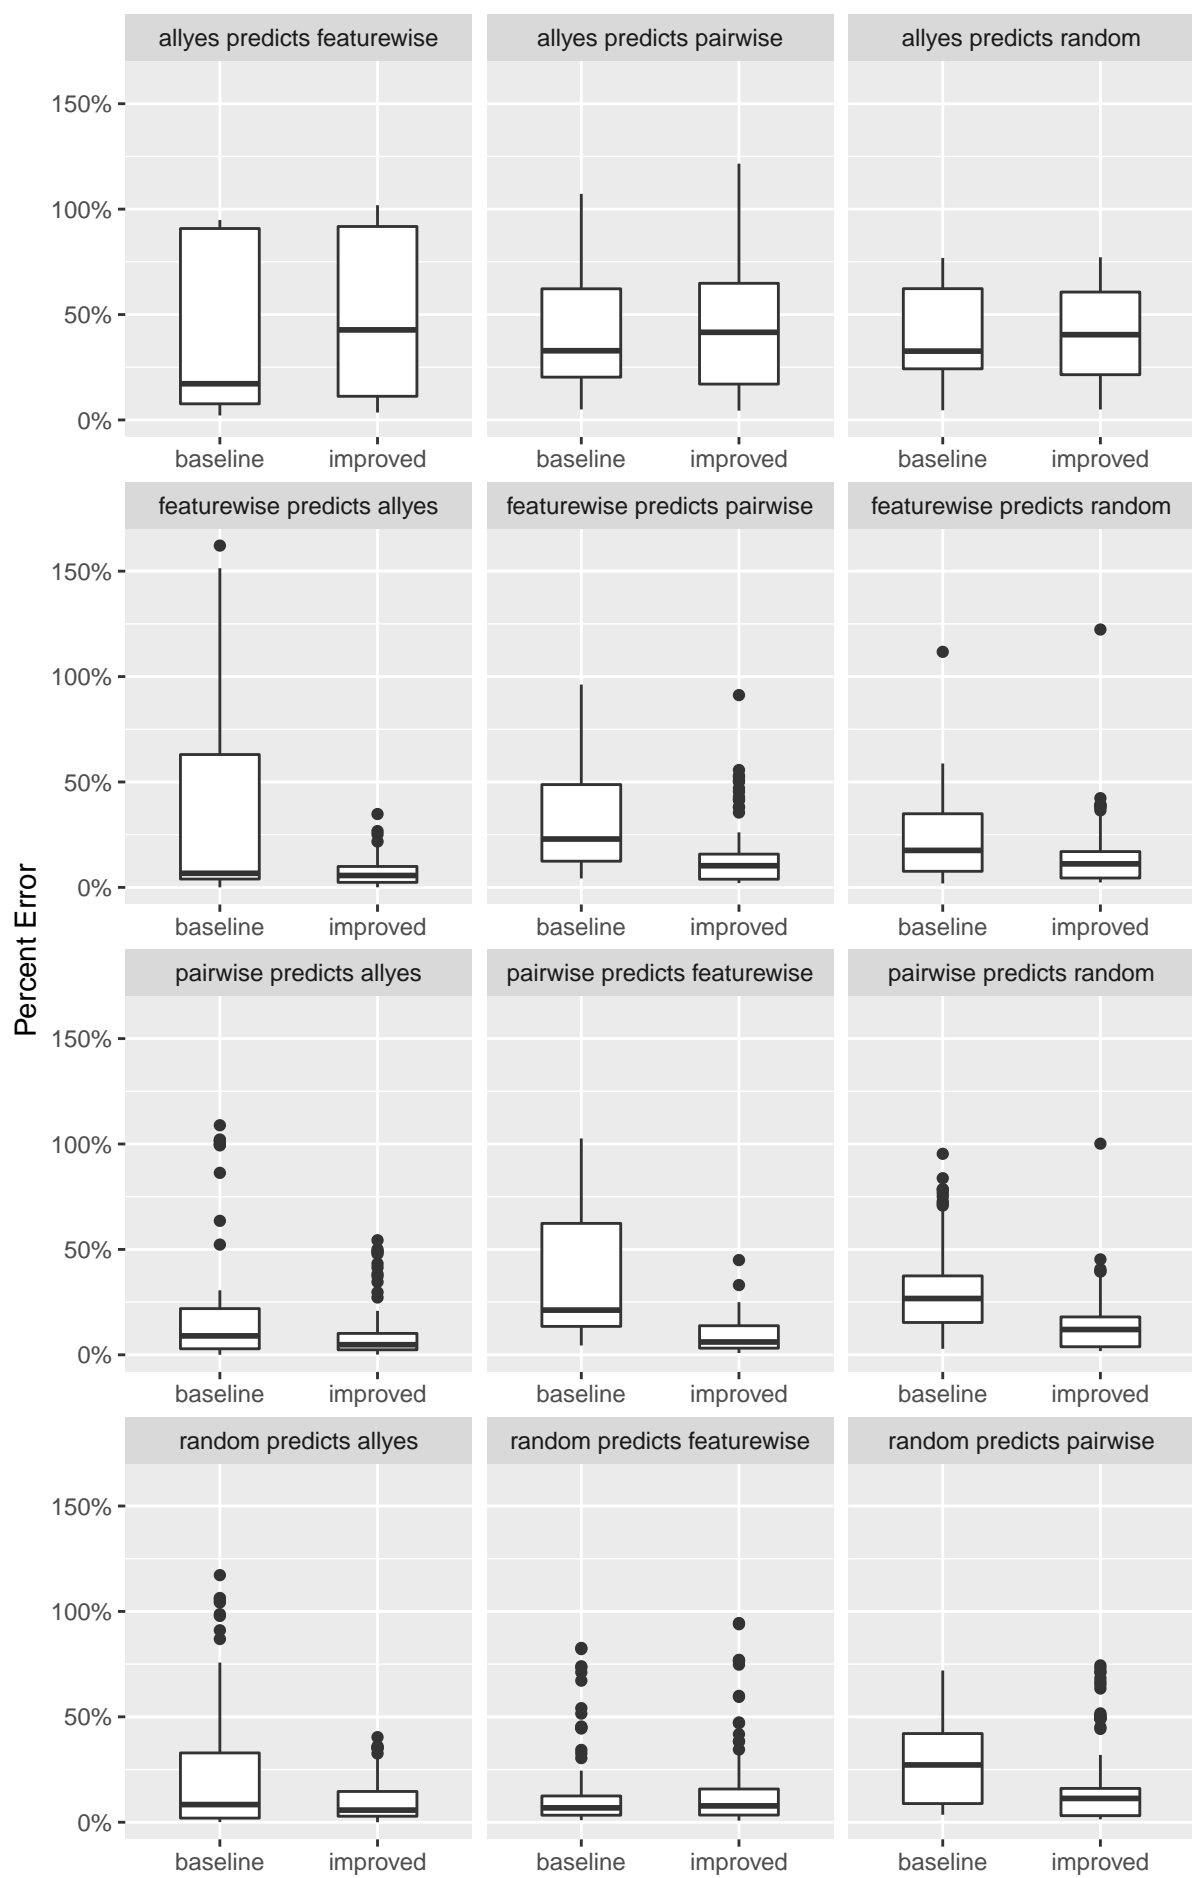 allyes predicts featurewise
allyes predicts pairwise
allyes predicts random
150%
100%
50%
0%
baseline
improved
baseline
improved
baseline
improved
featurewise predicts allyes
featurewise predicts pairwise
featurewise predicts random
150%
100%
50%
0%
baseline
improved
baseline
improved
baseline
improved
Percent Error
pairwise predicts allyes
pairwise predicts featurewise
pairwise predicts random
150%
100%
50%
0%
baseline
improved
baseline
improved
baseline
improved
random predicts allyes
random predicts featurewise
random predicts pairwise
150%
100%
50%
0%
baseline
improved
baseline
improved
baseline
improved